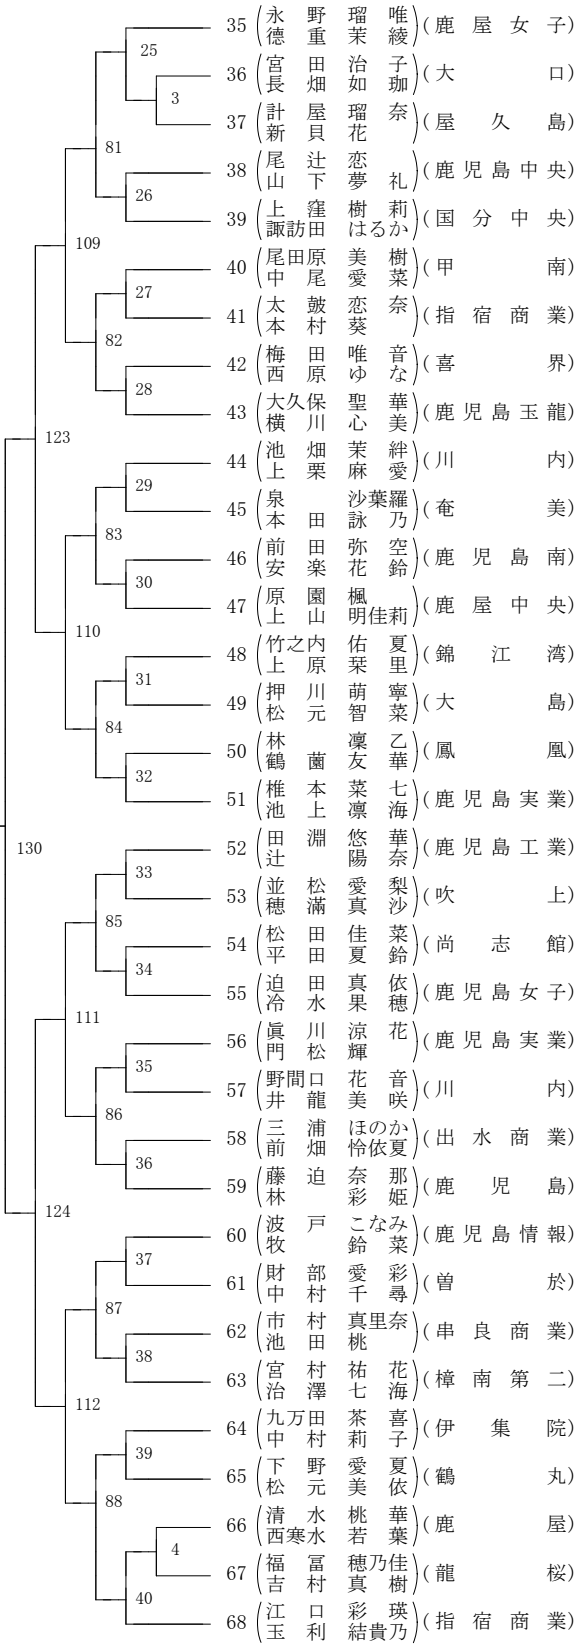 35 (永野瑠唯 (鹿屋女子)
徳重茉綾)
36 (宮田治子 (大口)
長畑如珈)
37 (計屋瑠奈 (屋久島)
新貝花)
38 (尾辻恋 (鹿児島中央)
山下夢礼)
39 (上窪樹莉 (国分中央)
諏訪田はるか)
40 (尾田原美樹 (甲南)
中尾愛菜)
41 (太皷恋奈 (指宿商業)
本村葵)
42 (梅田唯音 (喜界)
西原ゆな)
43 (大久保聖華 (鹿児島玉龍)
横川心美)
44 (池畑茉絆 (川内)
上栗麻愛)
45 (泉沙葉羅 (奄美)
本田詠乃)
46 (前田弥空 (鹿児島南)
安楽花鈴)
47 (原園楓 (鹿屋中央)
上山明佳莉)
48 (竹之内佑夏 (錦江湾)
上原栞里)
49 (押川萌寧 (大島)
松元智菜)
50 (林凜乙 (鳳凰)
鶴薗友華)
51 (椎本菜七 (鹿児島実業)
池上凛海)
52 (田淵悠華 (鹿児島工業)
辻陽奈)
53 (並松愛梨 (吹上)
穂滿真沙)
54 (松田佳菜 (尚志館)
平田夏鈴)
55 (迫田真依 (鹿児島女子)
冷水果穂)
56 (眞川涼花 (鹿児島実業)
門松輝)
57 (野間口花音 (川内)
井龍美咲)
58 (三浦ほのか (出水商業)
前畑怜依夏)
59 (藤迫奈那 (鹿児島)
林彩姫)
60 (波戸こなみ (鹿児島情報)
牧鈴菜)
61 (財部愛彩 (曽於)
中村千尋)
62 (市村真里奈 (串良商業)
池田桃)
63 (宮村祐花 (樟南第二)
治澤七海)
64 (九万田茶喜 (伊集院)
中村莉子)
65 (下野愛夏 (鶴丸)
松元美依)
66 (清水桃華 (鹿屋)
西寒水若葉)
67 (福冨穂乃佳 (龍桜)
吉村真樹)
68 (江口彩瑛 (指宿商業)
玉利結貴乃)
25
3
81
26
109
27
82
28
123
29
83
30
110
31
84
32
130
33
85
34
111
35
86
36
124
37
87
38
112
39
88
4
40